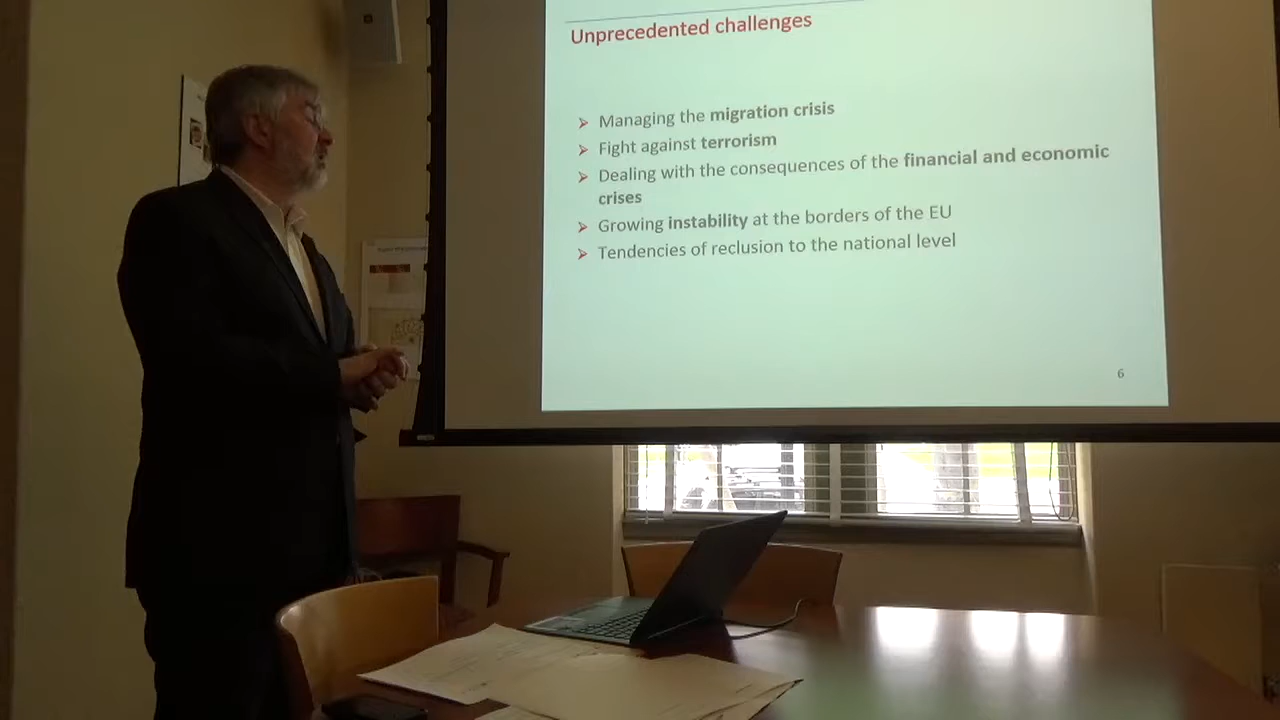 Unprecedented challenges
➢ Managing the migration crisis
➢ Fight against terrorism
➢ Dealing with the consequences of the financial and economic
crises
➢ Growing instability at the borders of the EU
➢ Tendencies of reclusion to the national level
6